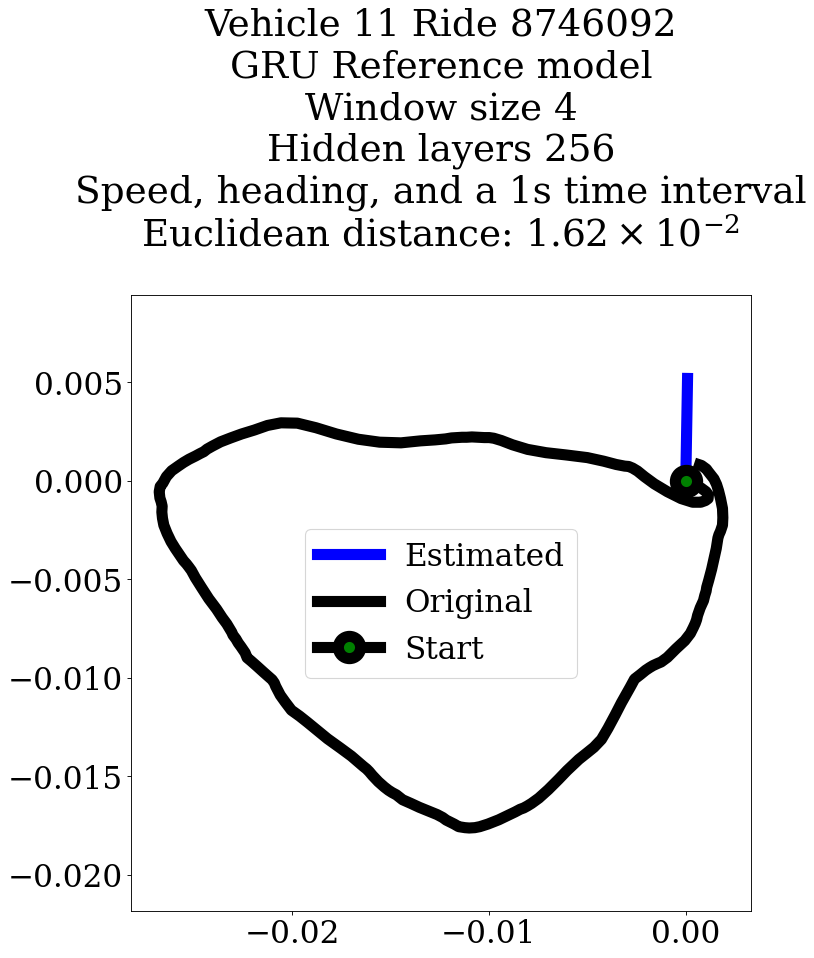 Vehicle 11 Ride 8746092
GRU Reference model
Window size 4
Hidden layers 256
Speed, heading, and a 1s time interval
Euclidean distance: 1.62 × 10⁻²
0.005
0.000
−0.005
−0.010
−0.015
−0.020
Estimated
Original
Start
−0.02
−0.01
0.00